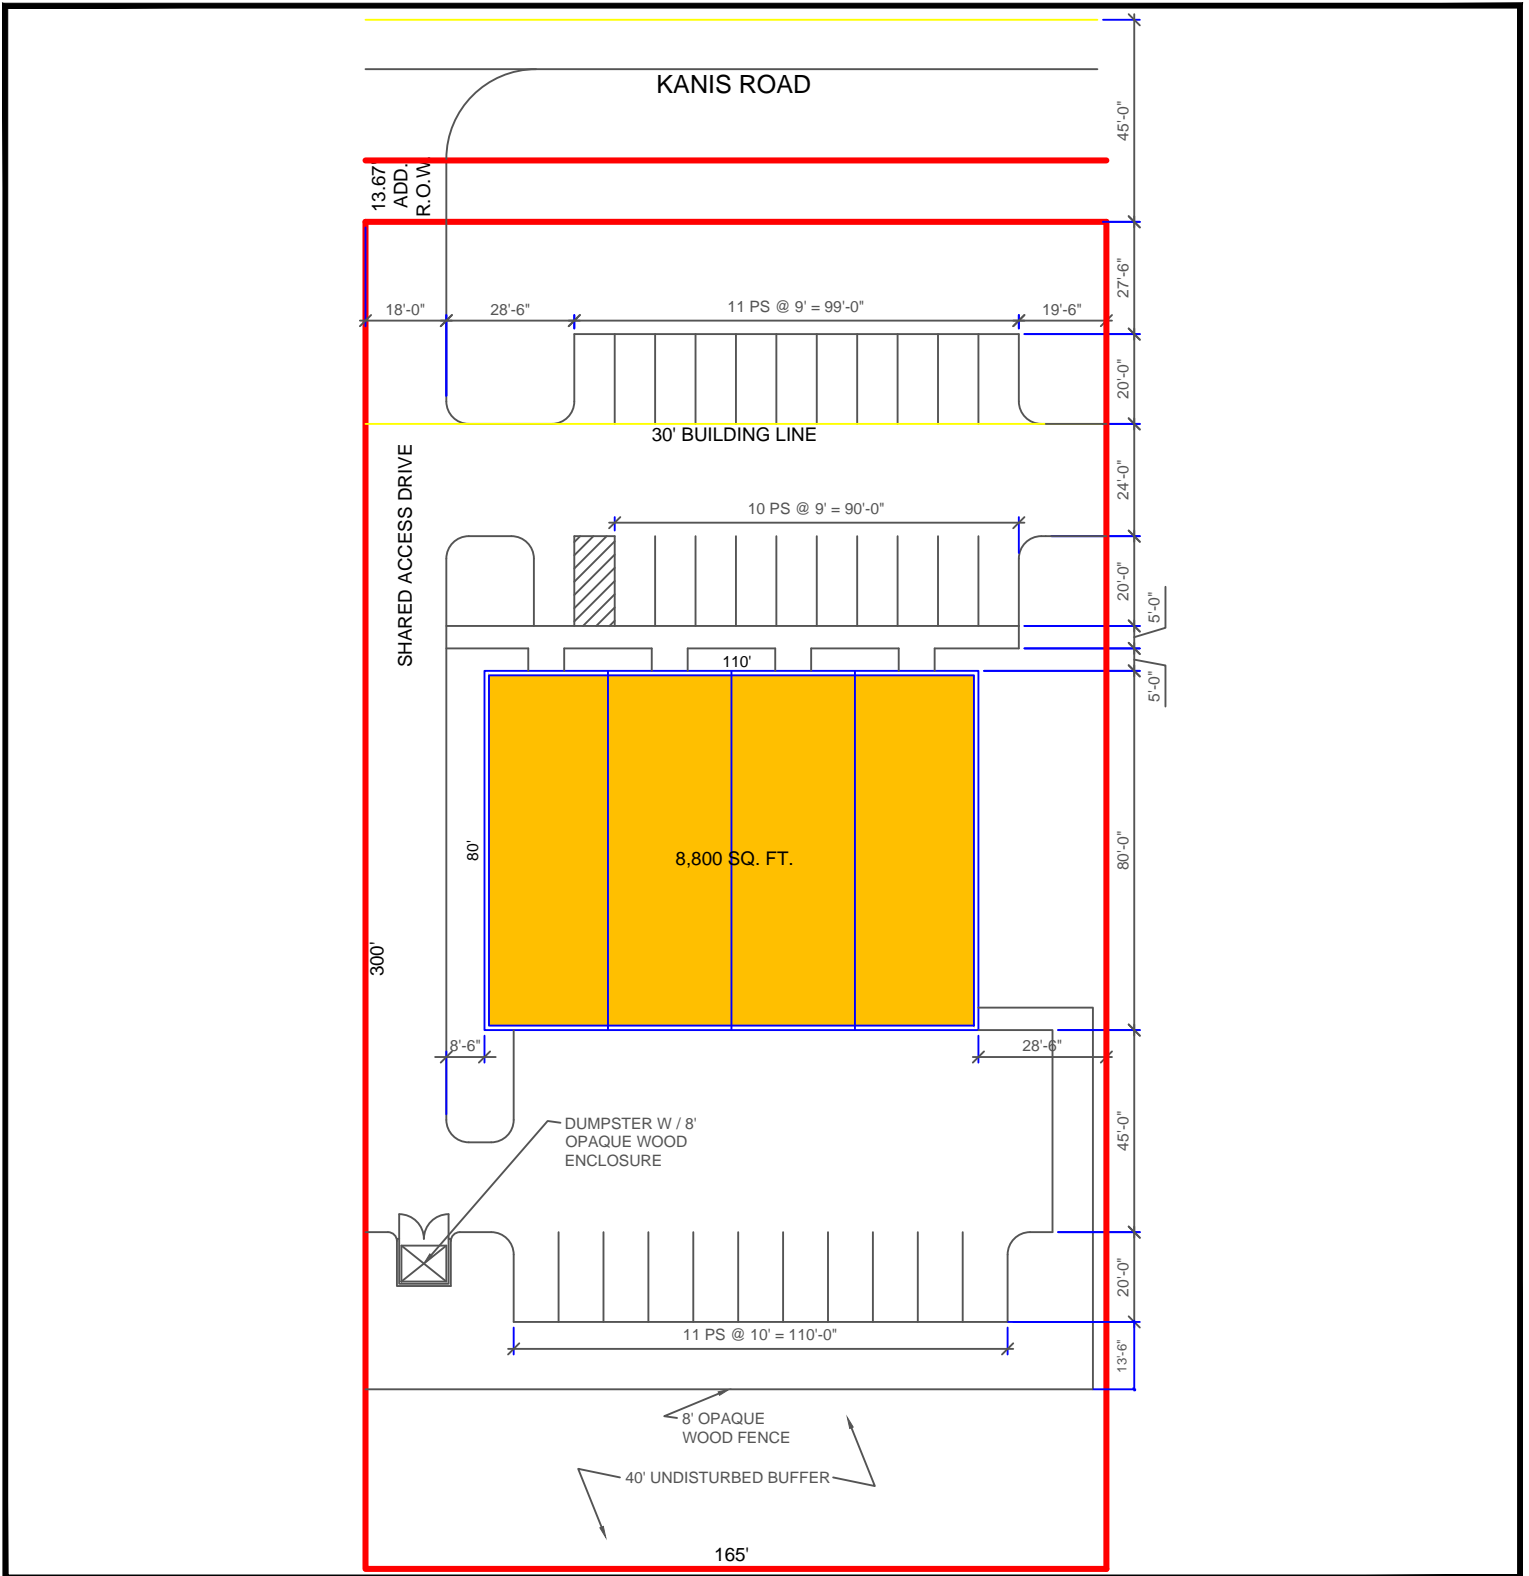 KANIS ROAD
45'-0"
13.67'
ADD.
R.O.W.
27'-6"
18'-0"
28'-6"
11 PS @ 9' = 99'-0"
19'-6"
20'-0"
30' BUILDING LINE
SHARED ACCESS DRIVE
24'-0"
10 PS @ 9' = 90'-0"
20'-0"
5'-0"
110'
5'-0"
80'
8,800 SQ. FT.
80'-0"
300'
8'-6"
28'-6"
DUMPSTER W / 8'
OPAQUE WOOD
ENCLOSURE
45'-0"
20'-0"
11 PS @ 10' = 110'-0"
13'-6"
8' OPAQUE
WOOD FENCE
40' UNDISTURBED BUFFER
165'